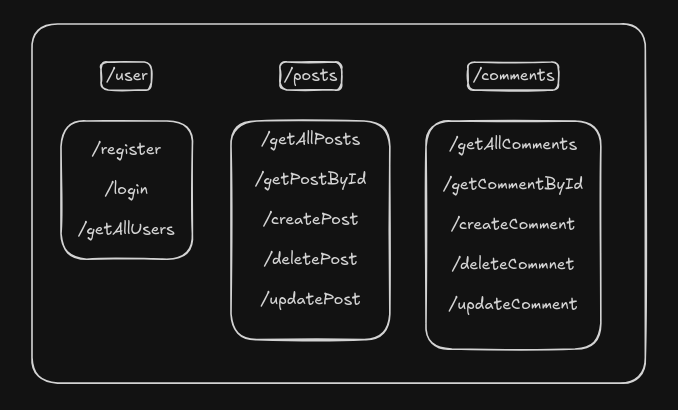 /user
/register
/login
/getAllUsers
/posts
/getAllPosts
/getPostById
/createPost
/deletePost
/updatePost
/comments
/getAllComments
/getCommentById
/createComment
/deleteCommnet
/updateComment